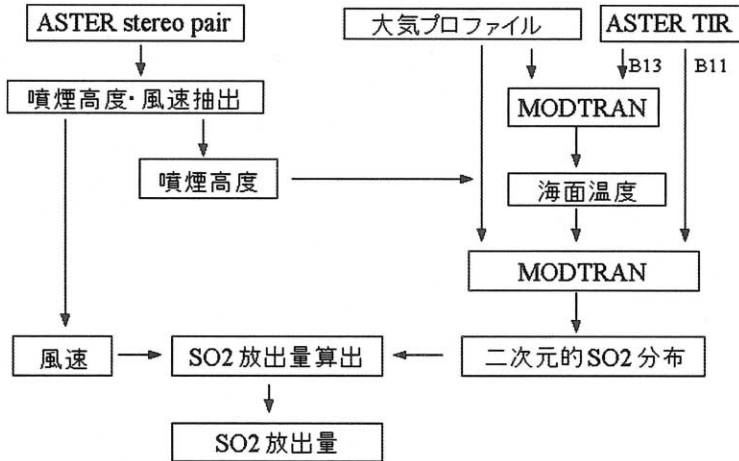 ASTER stereo pair
大気プロファイル
ASTER TIR
B13
B11
噴煙高度・風速抽出
MODTRAN
噴煙高度
海面温度
MODTRAN
風速
SO2 放出量算出
二次元的SO2 分布
SO2 放出量